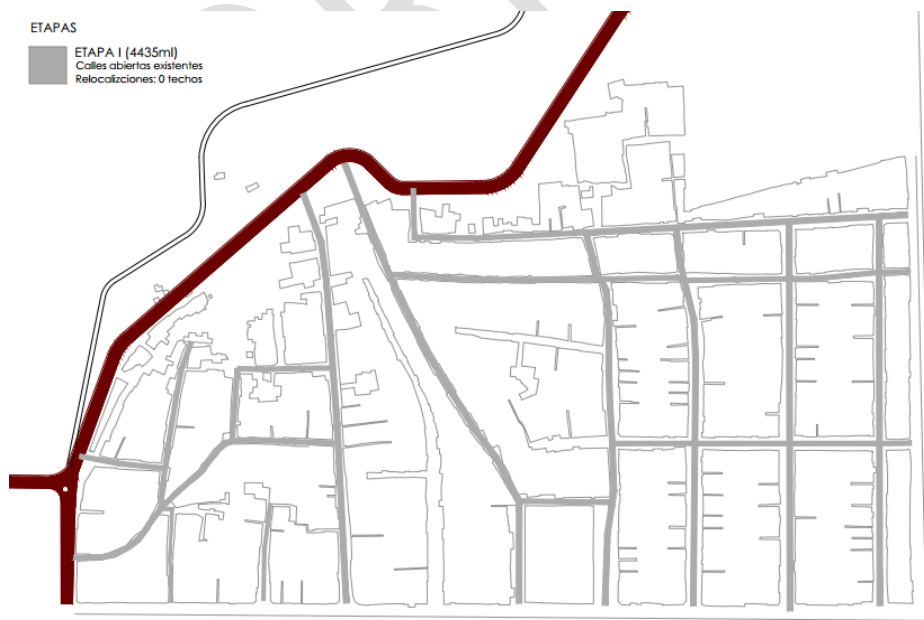 ETAPAS
ETAPA I (4435ml)
Calles abiertas existentes
Relocalizciones: 0 techos